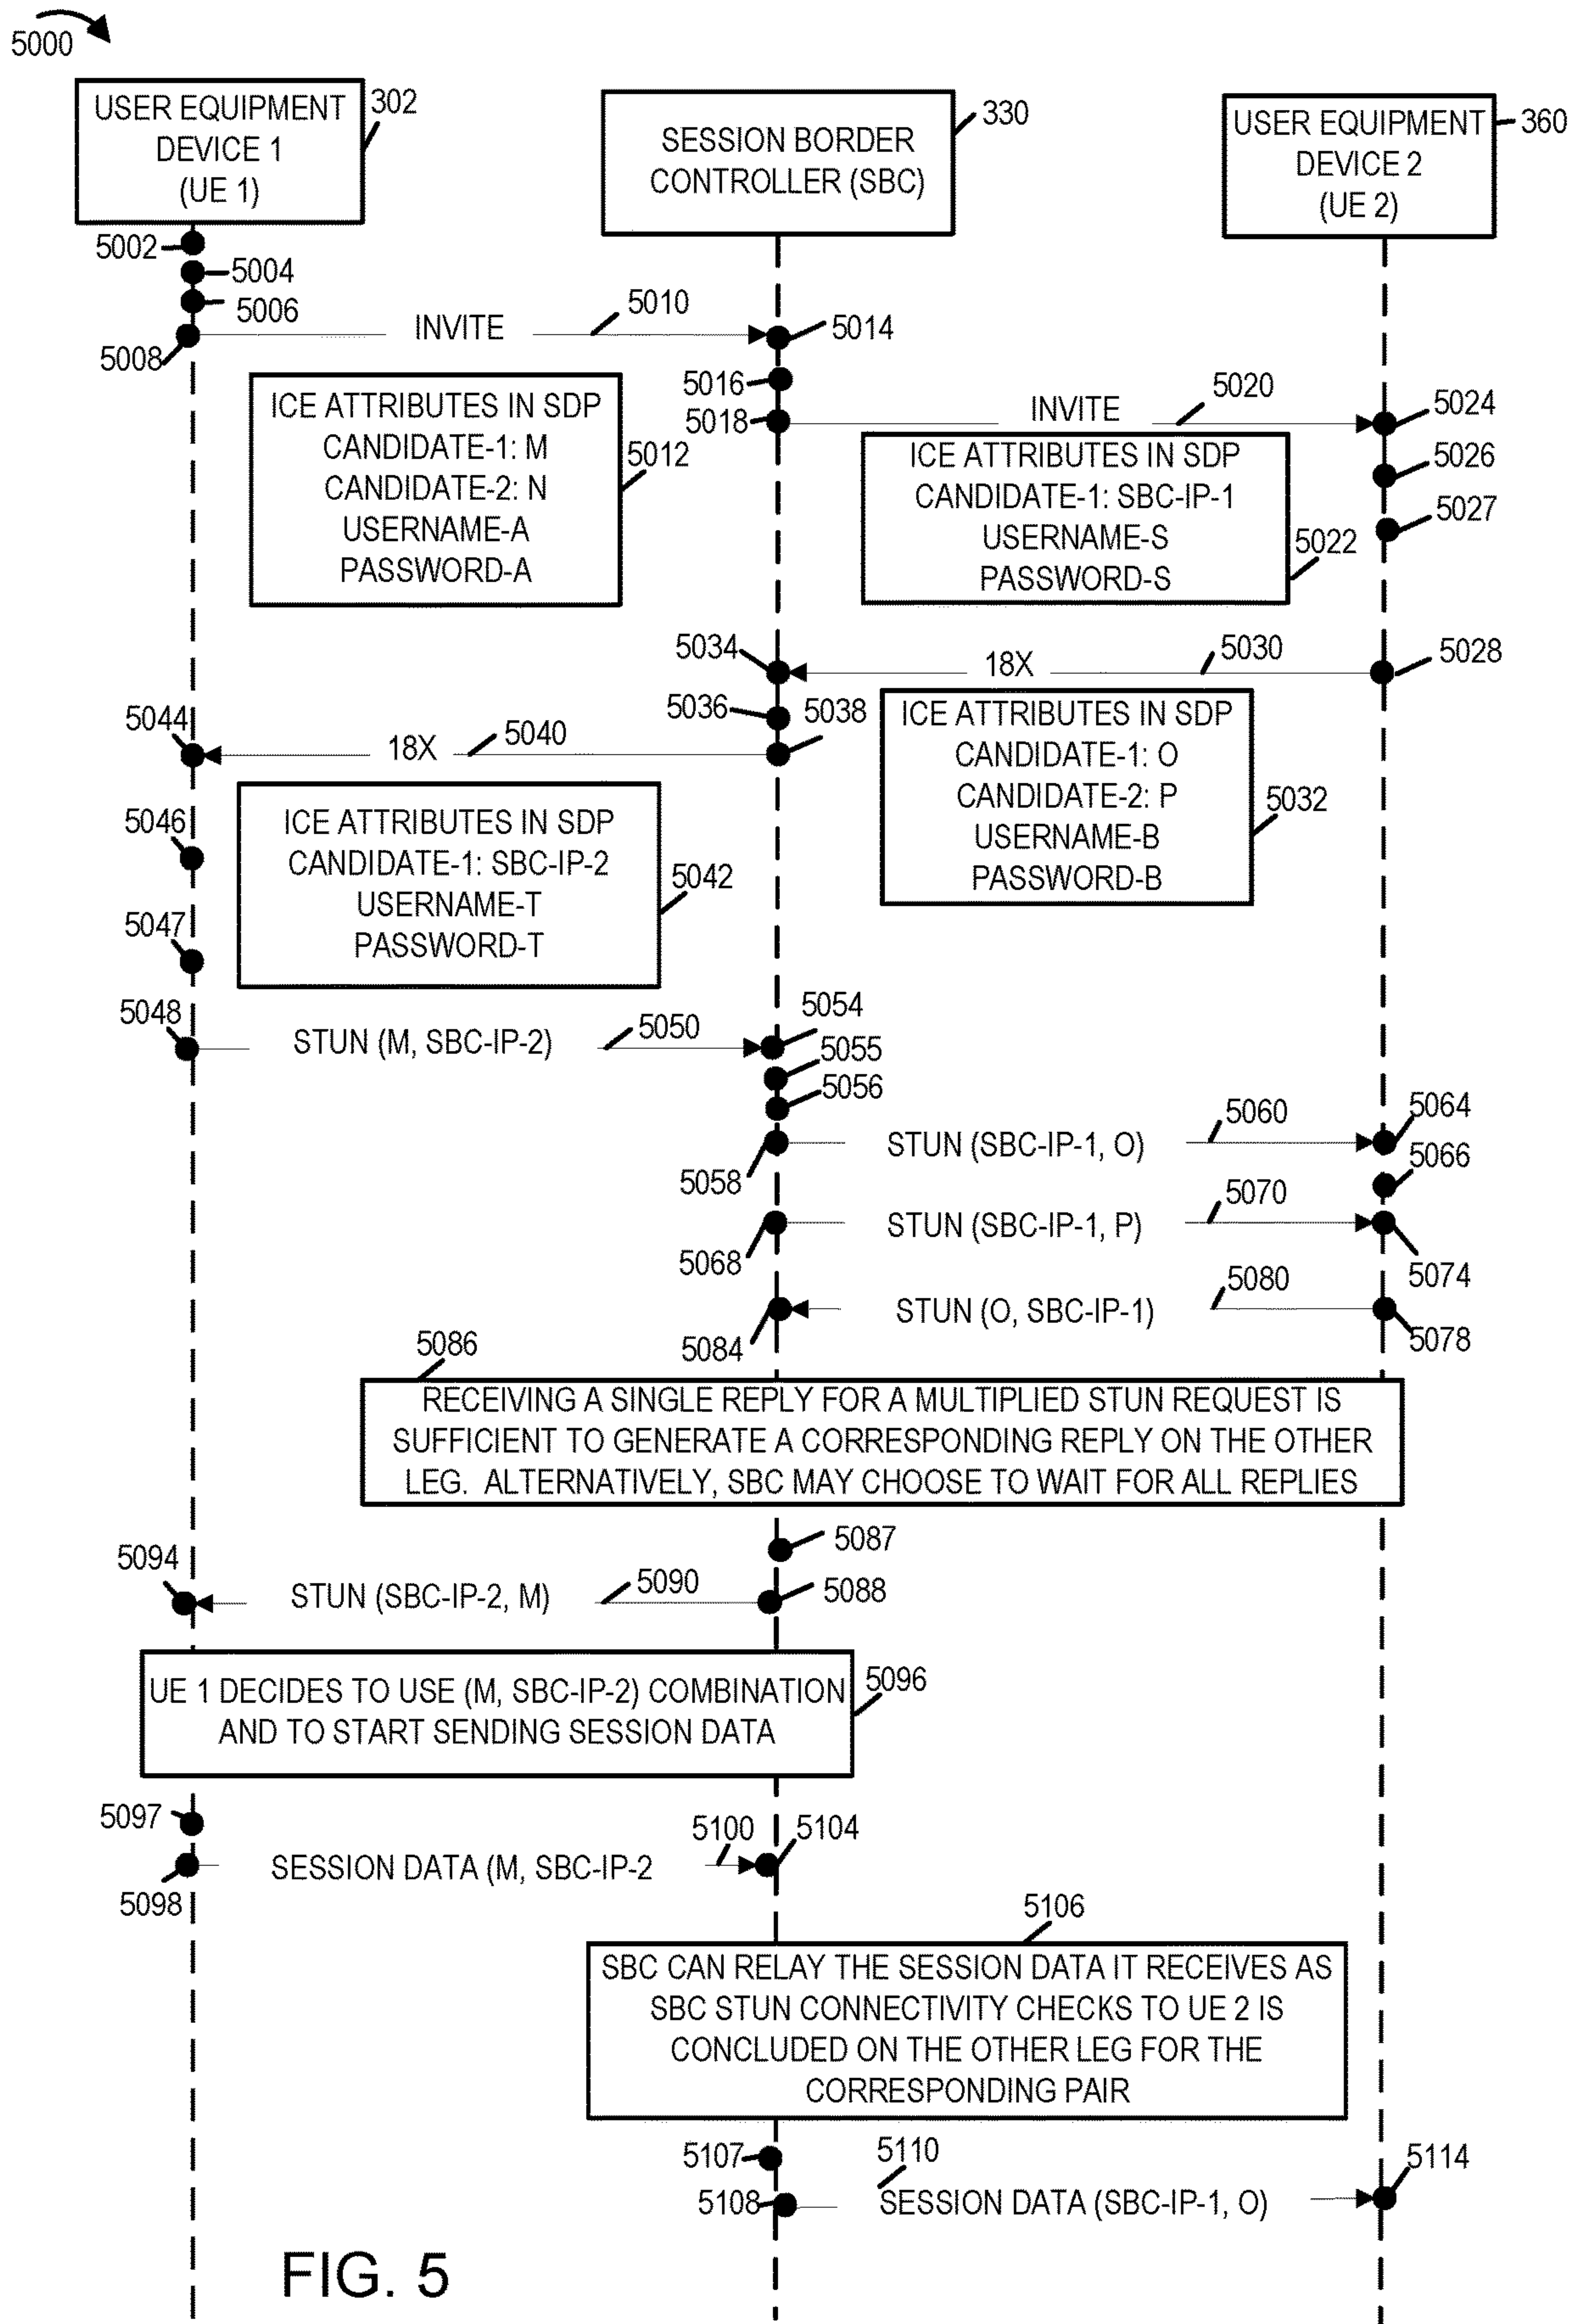 5000
USER EQUIPMENT
DEVICE 1
(UE 1)
302
SESSION BORDER
CONTROLLER (SBC)
330
USER EQUIPMENT
DEVICE 2
(UE 2)
360
5002
5004
5006
5008
INVITE
5010
5014
ICE ATTRIBUTES IN SDP
CANDIDATE-1: M
CANDIDATE-2: N
USERNAME-A
PASSWORD-A
5012
5016
5018
INVITE
5020
5024
ICE ATTRIBUTES IN SDP
CANDIDATE-1: SBC-IP-1
USERNAME-S
PASSWORD-S
5022
5026
5027
5034
18X
5030
5028
5036
5038
ICE ATTRIBUTES IN SDP
CANDIDATE-1: O
CANDIDATE-2: P
USERNAME-B
PASSWORD-B
5032
5044
18X
5040
ICE ATTRIBUTES IN SDP
CANDIDATE-1: SBC-IP-2
USERNAME-T
PASSWORD-T
5042
5046
5047
5048
STUN (M, SBC-IP-2)
5050
5054
5055
5056
5058
STUN (SBC-IP-1, O)
5060
5064
5066
5068
STUN (SBC-IP-1, P)
5070
5074
5084
STUN (O, SBC-IP-1)
5080
5078
5086
RECEIVING A SINGLE REPLY FOR A MULTIPLIED STUN REQUEST IS
SUFFICIENT TO GENERATE A CORRESPONDING REPLY ON THE OTHER
LEG. ALTERNATIVELY, SBC MAY CHOOSE TO WAIT FOR ALL REPLIES
5087
5094
STUN (SBC-IP-2, M)
5090
5088
UE 1 DECIDES TO USE (M, SBC-IP-2) COMBINATION
AND TO START SENDING SESSION DATA
5096
5097
5098
SESSION DATA (M, SBC-IP-2
5100
5104
5106
SBC CAN RELAY THE SESSION DATA IT RECEIVES AS
SBC STUN CONNECTIVITY CHECKS TO UE 2 IS
CONCLUDED ON THE OTHER LEG FOR THE
CORRESPONDING PAIR
5107
5108
5110
SESSION DATA (SBC-IP-1, O)
5114
FIG. 5